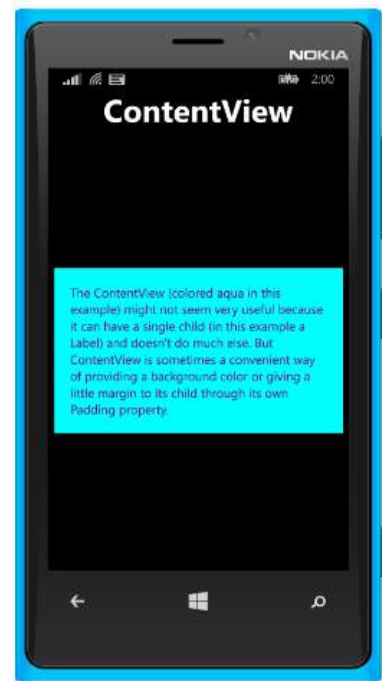 NOKIA
2:00
ContentView
The ContentView (colored aqua in this
example) might not seem very useful because
it can have a single child (in this example a
Label) and doesn't do much else. But
ContentView is sometimes a convenient way
of providing a background color or giving a
little margin to its child through its own
Padding property.